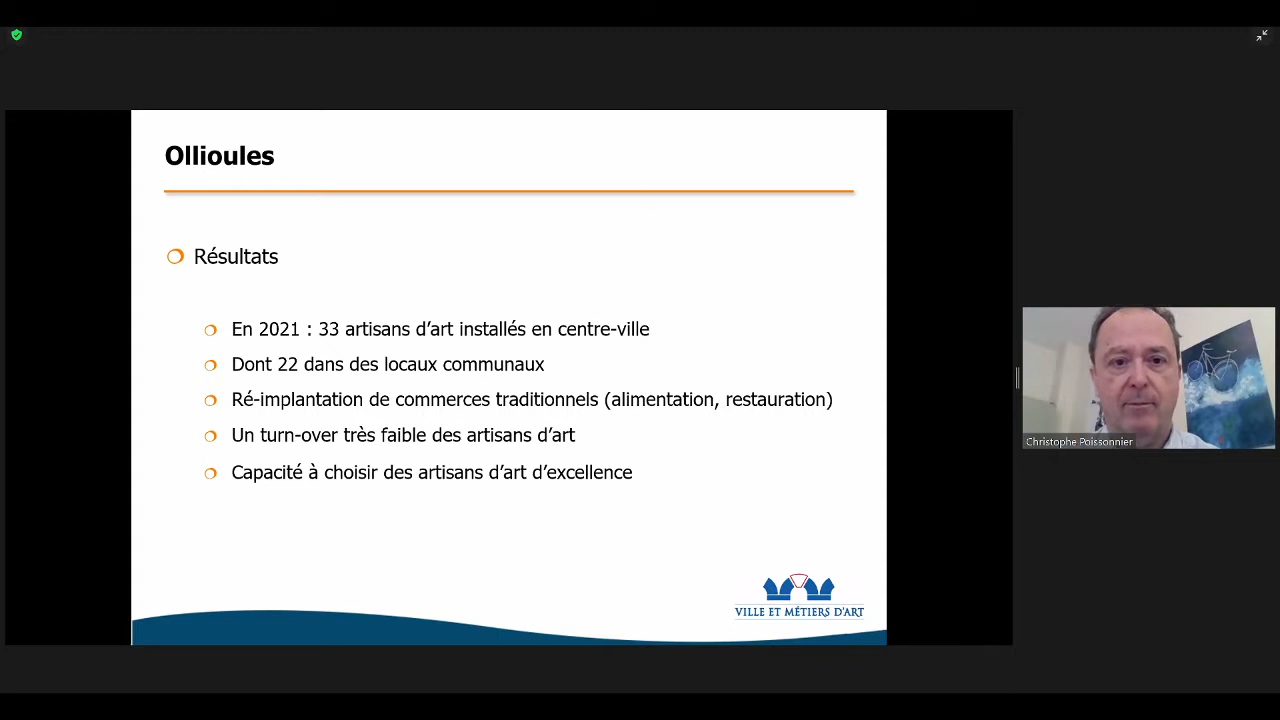 Ollioules
Résultats
En 2021 : 33 artisans d'art installés en centre-ville
Dont 22 dans des locaux communaux
Ré-implantation de commerces traditionnels (alimentation, restauration)
Un turn-over très faible des artisans d'art
Capacité à choisir des artisans d'art d'excellence
VILLE ET MÉTIERS D'ART
Christophe Poissonnier